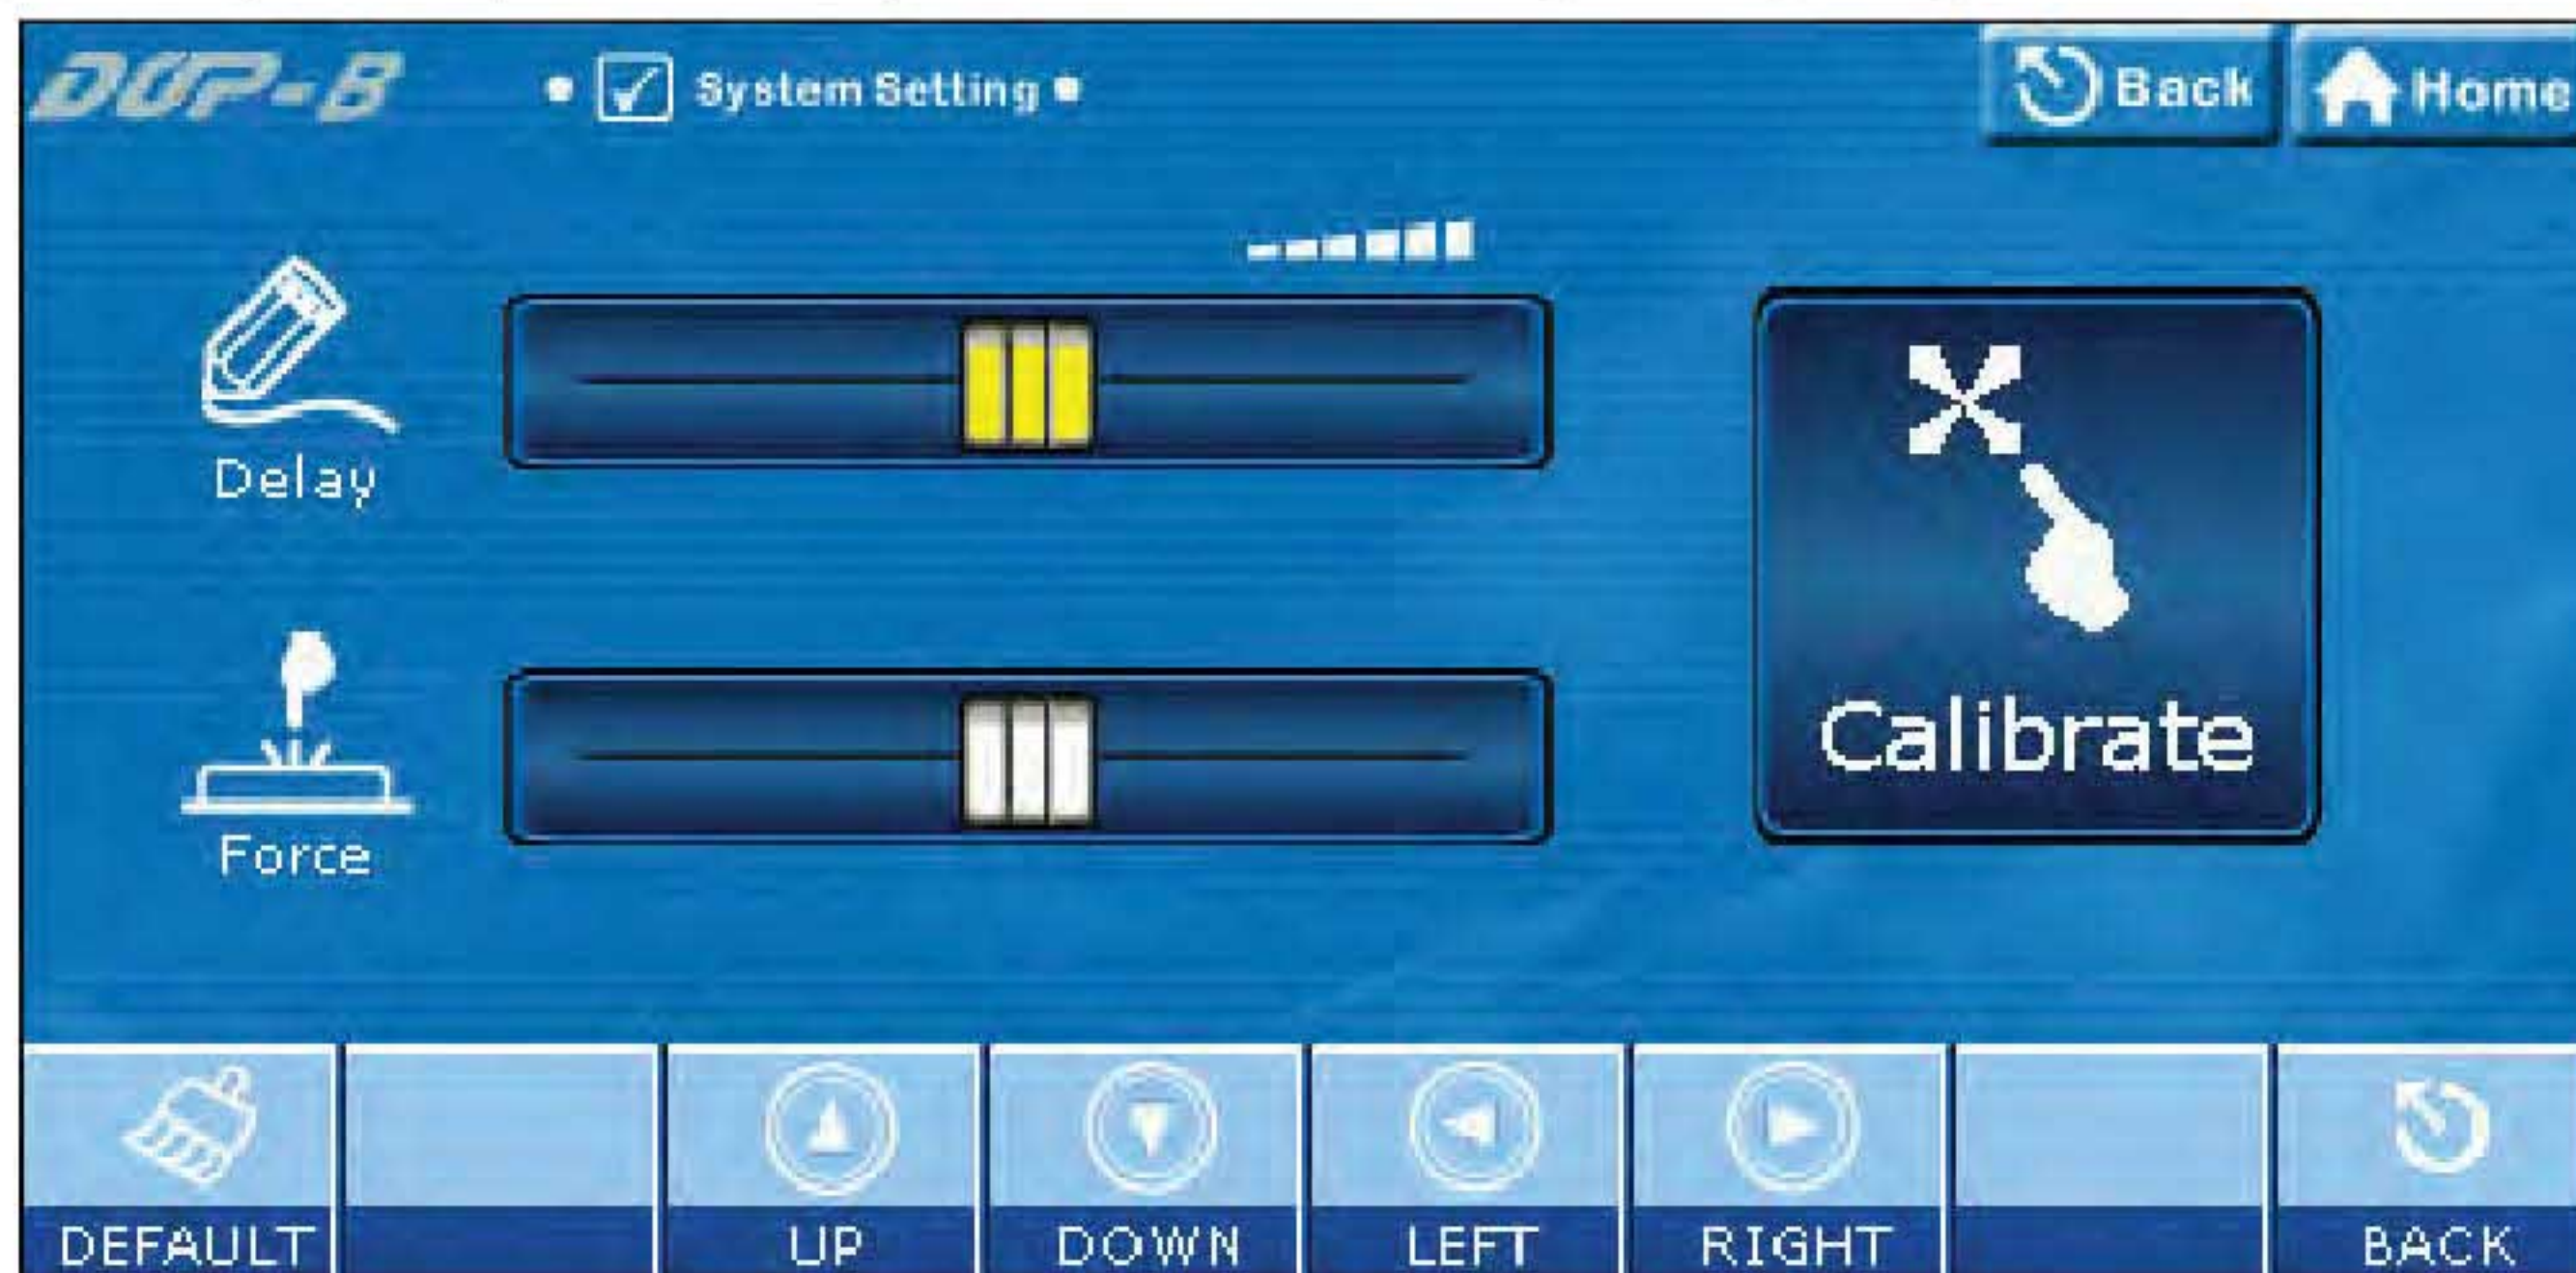 DOP-B
System Setting
Back
Home
Delay
Calibrate
Force
DEFAULT
UP
DOWN
LEFT
RIGHT
BACK